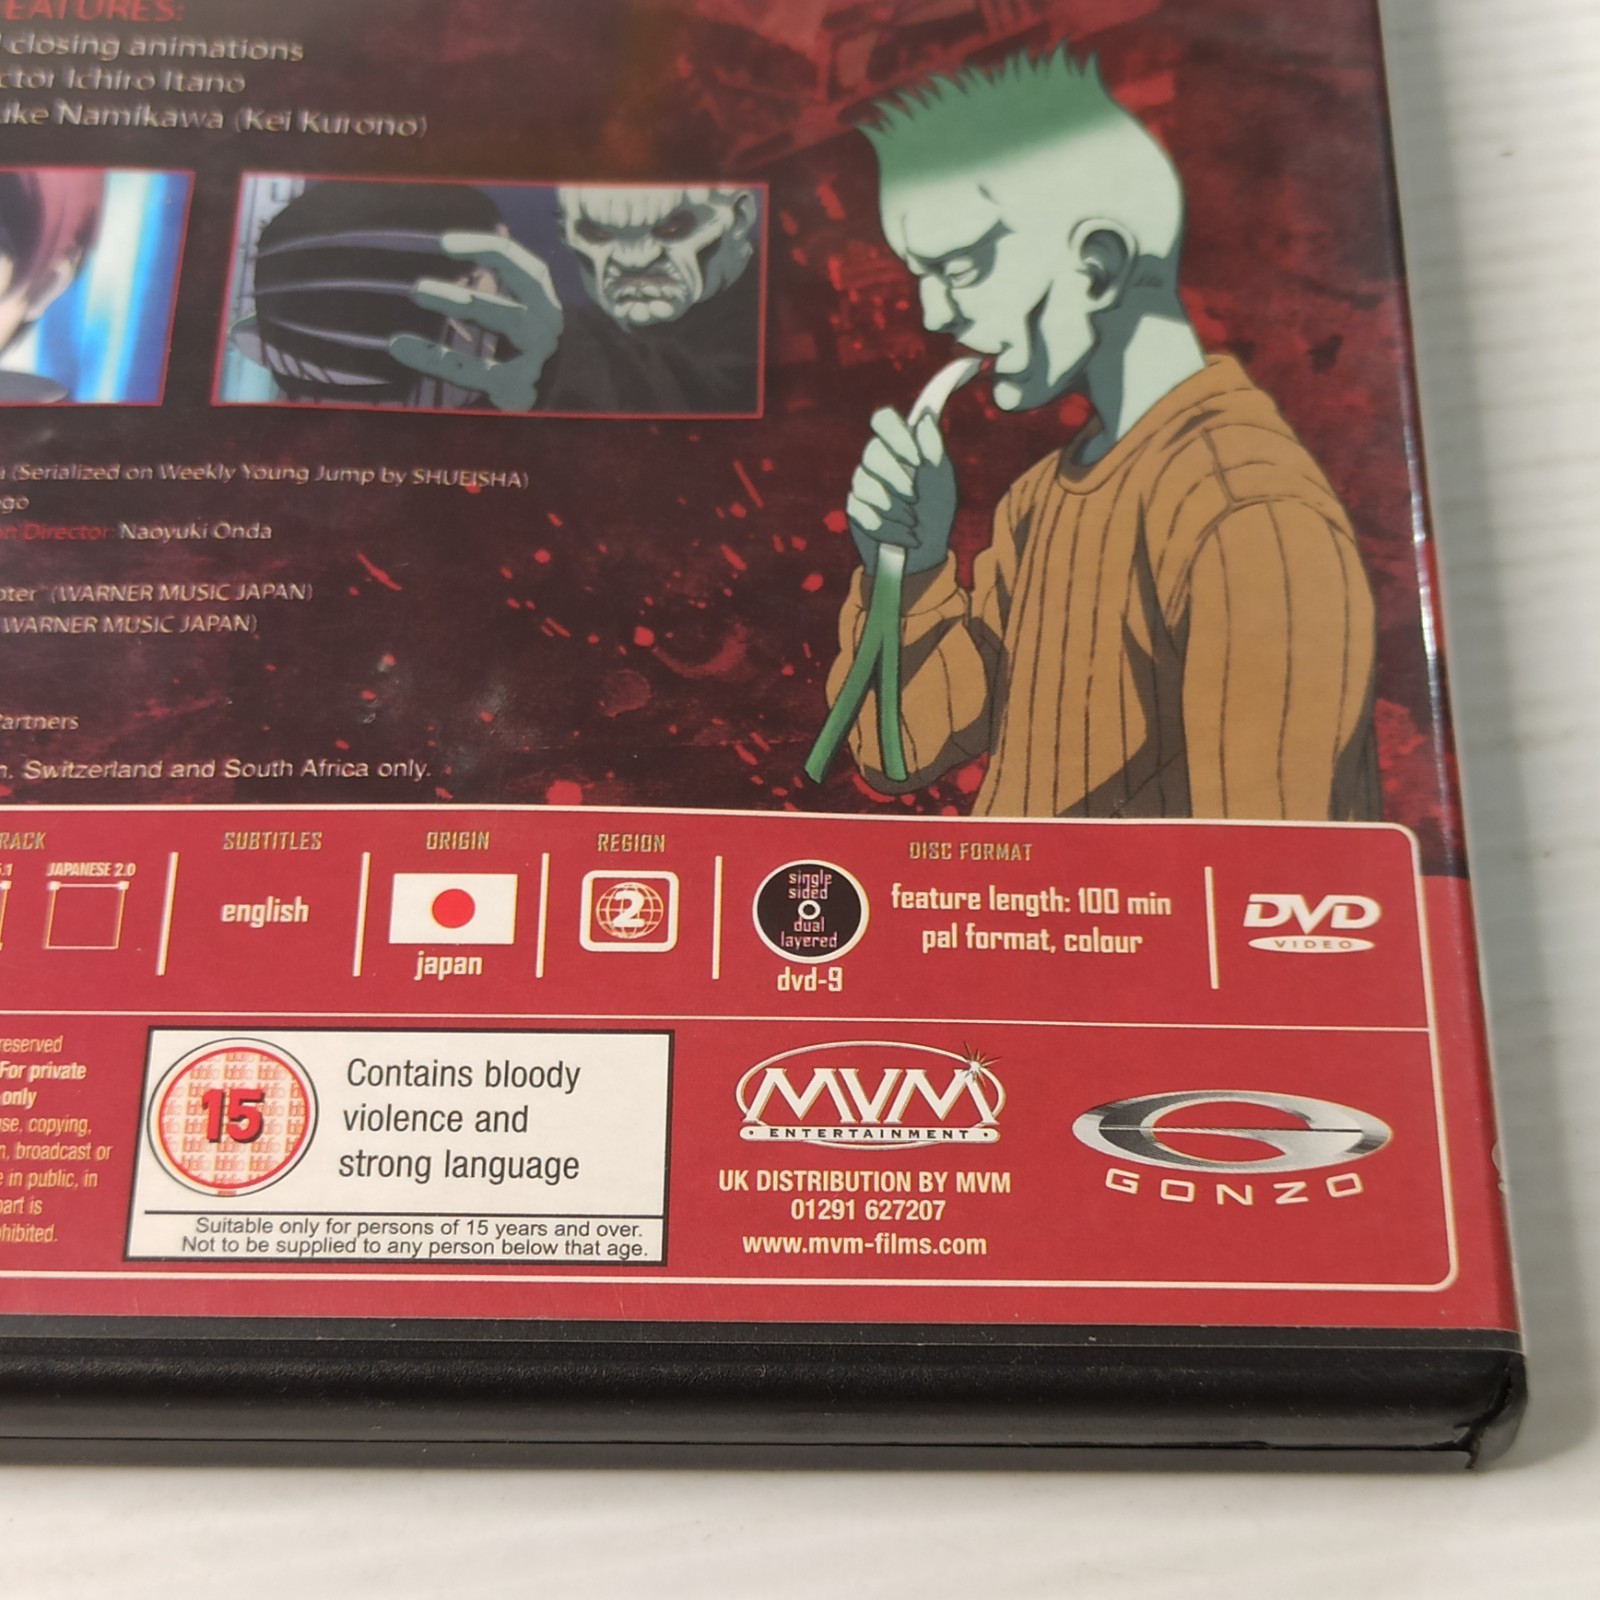 FEATURES:
closing animations
Ichiro Itano
Namikawa (Kei Kurono)
(Serialized on Weekly Young Jump by SHUEISHA)
Director Naoyuki Onda
(WARNER MUSIC JAPAN)
WARNER MUSIC JAPAN)
Partners
Switzerland and South Africa only.
SUBTITLES
ORIGIN
REGION
DISC FORMAT
5.1
JAPANESE 2.0
english
japan
2
single
sided
dual
layered
dvd-9
feature length: 100 min
pal format, colour
DVD
VIDEO
reserved
For private
only
copying,
broadcast or
in public, in
part is
15
Contains bloody
violence and
strong language
Suitable only for persons of 15 years and over.
Not to be supplied to any person below that age.
MVM
ENTERTAINMENT
UK DISTRIBUTION BY MVM
01291 627207
www.mvm-films.com
GONZO